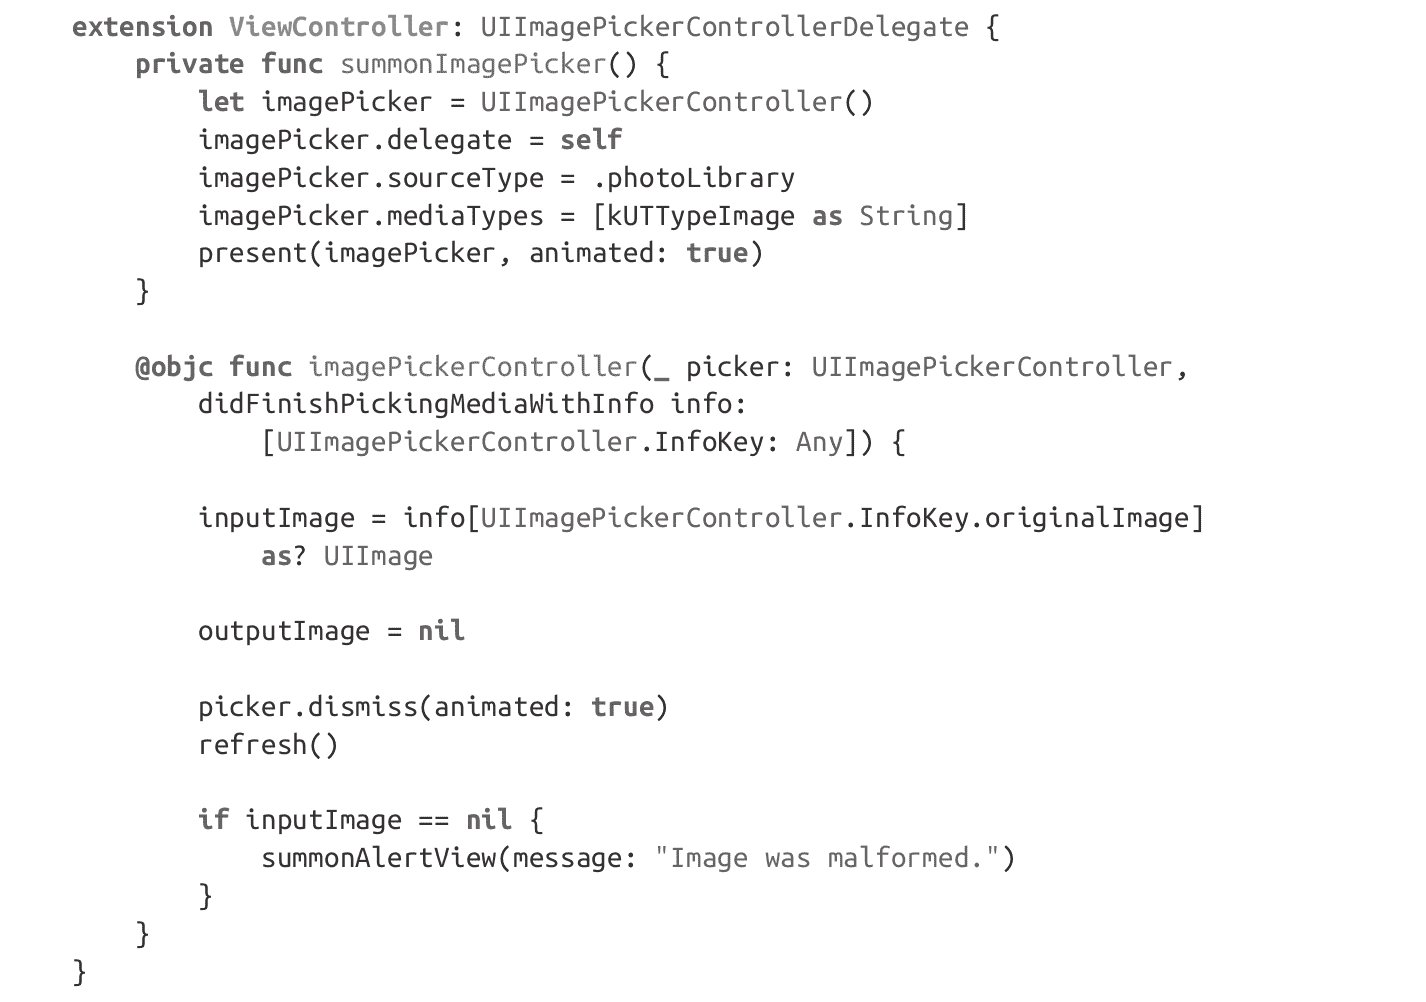 extension ViewController: UIImagePickerControllerDelegate {
    private func summonImagePicker() {
        let imagePicker = UIImagePickerController()
        imagePicker.delegate = self
        imagePicker.sourceType = .photoLibrary
        imagePicker.mediaTypes = [kUTTypeImage as String]
        present(imagePicker, animated: true)
    }

    @objc func imagePickerController(_ picker: UIImagePickerController,
        didFinishPickingMediaWithInfo info:
            [UIImagePickerController.InfoKey: Any]) {

        inputImage = info[UIImagePickerController.InfoKey.originalImage]
            as? UIImage

        outputImage = nil

        picker.dismiss(animated: true)
        refresh()

        if inputImage == nil {
            summonAlertView(message: "Image was malformed.")
        }
    }
}